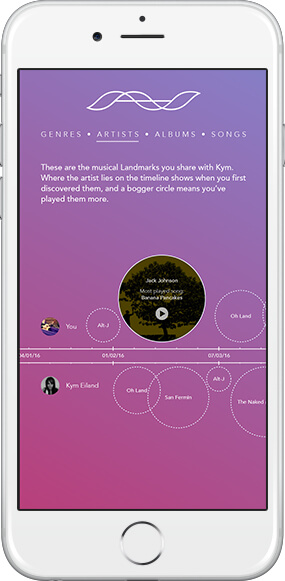 GENRES • ARTISTS • ALBUMS • SONGS
These are the musical Landmarks you share with Kym.
Where the artist lies on the timeline shows when you first
discovered them, and a bogger circle means you've
played them more.
Jack Johnson
Most played song:
Banana Pancakes
Oh Land
You
Alt-J
04/01/16
01/02/16
07/03/16
Kym Eiland
Oh Land
San Fermin
Alt-J
The Naked